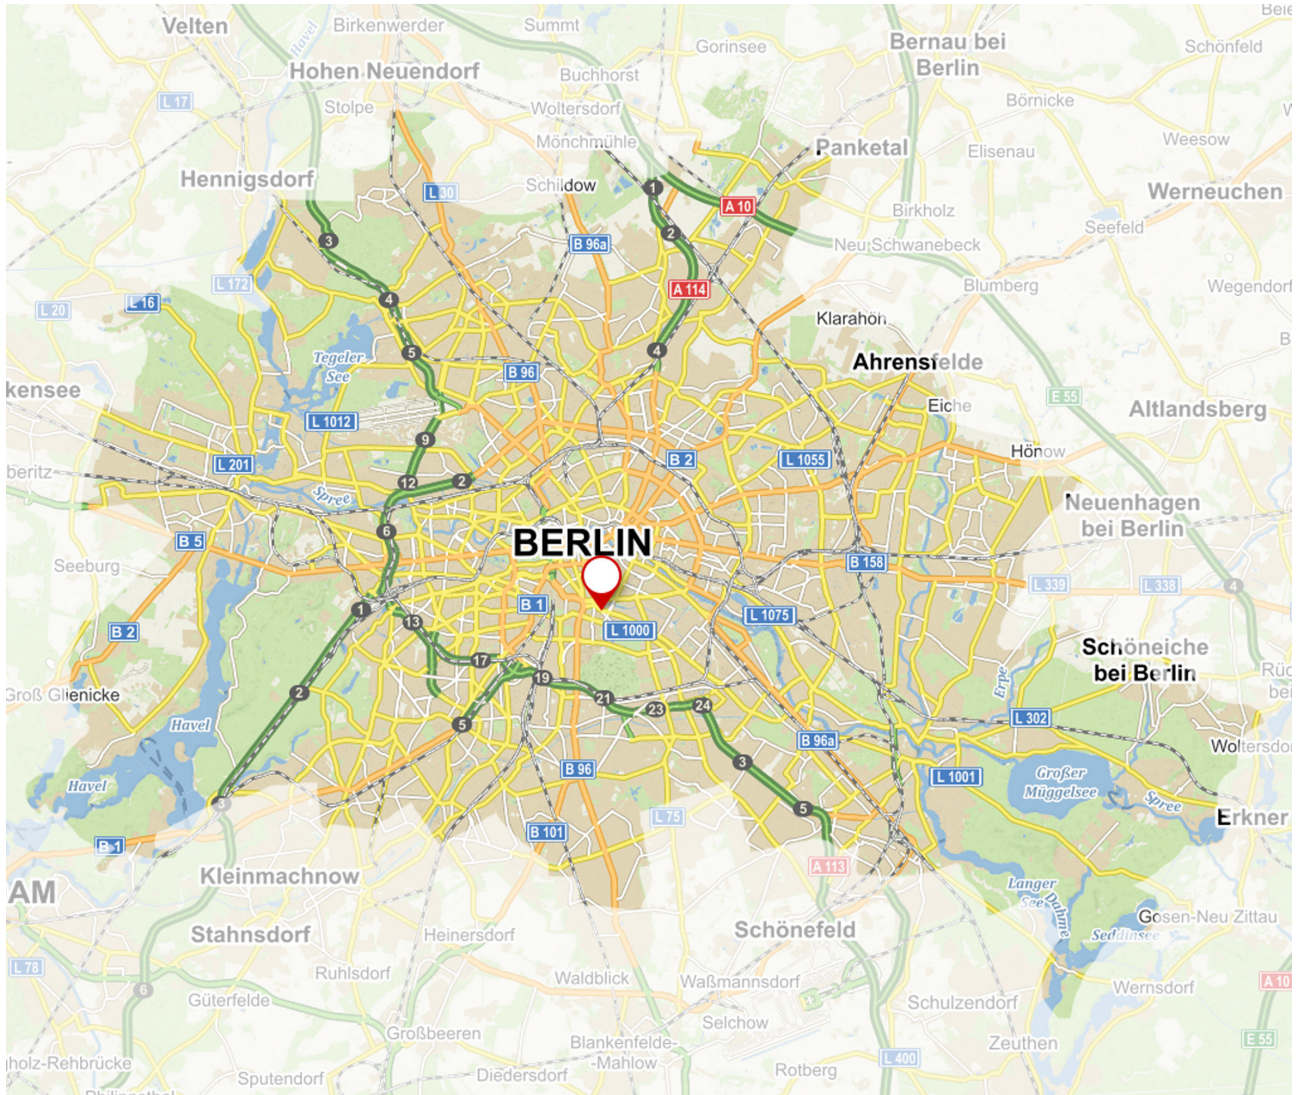 Velten
Birkenwerder
Summt
Havel
Gorinsee
Bernau bei
Berlin
Schönfeld
Hohen Neuendorf
Buchhorst
L 17
Stolpe
Woltersdorf
Börnicke
Mönchmühle
Weesow
Panketal
Elisenau
Hennigsdorf
Schildow
L 30
1
A 10
Werneuchen
Birkholz
Seefeld
3
2
B 96a
Neu Schwanebeck
L 172
A 114
Blumberg
Wegendorf
L 20
L 16
4
Klarahöh
Tegeler
See
5
4
Ahrensfelde
B 96
kensee
E 55
Eiche
Altlandsberg
L 1012
9
Hönow
L 201
B 2
L 1055
beritz
12
2
Spree
Neuenhagen
bei Berlin
6
B 5
BERLIN
B 158
Seeburg
L 339
L 338
4
1
B 1
13
L 1000
L 1075
B 2
Schöneiche
bei Berlin
17
Erpe
Groß Glienicke
2
19
21
23
24
Havel
5
L 302
B 96a
Woltersdorf
3
B 96
L 1001
Großer
Müggelsee
Havel
3
5
Spree
L 75
Erkner
B 101
B 1
A 113
Kleinmachnow
AM
Langer
See
Dahme
Gosen-Neu Zittau
Stahnsdorf
Heinersdorf
Schönefeld
Seddinsee
L 78
Ruhlsdorf
Waldblick
Waßmannsdorf
Wernsdorf
A 10
6
Güterfelde
Schulzendorf
Selchow
Großbeeren
Blankenfelde-
-Mahlow
Zeuthen
E 55
L 400
gholz-Rehbrücke
Sputendorf
Diedersdorf
Rotberg